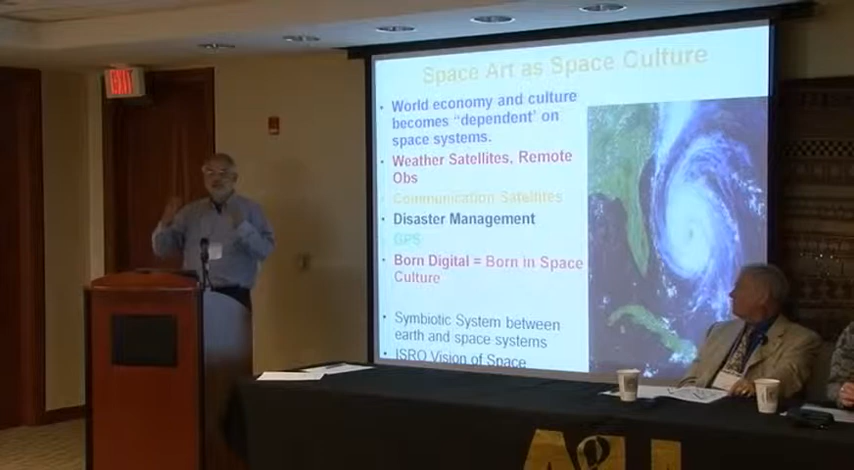 EXIT
Space Art as Space Culture
• World economy and culture
becomes “dependent’ on
space systems.
• Weather Satellites, Remote
Obs
• Communication Satellites
• Disaster Management
• GPS
• Born Digital = Born in Space
Culture
• Symbiotic System between
earth and space systems
• ISRO Vision of Space